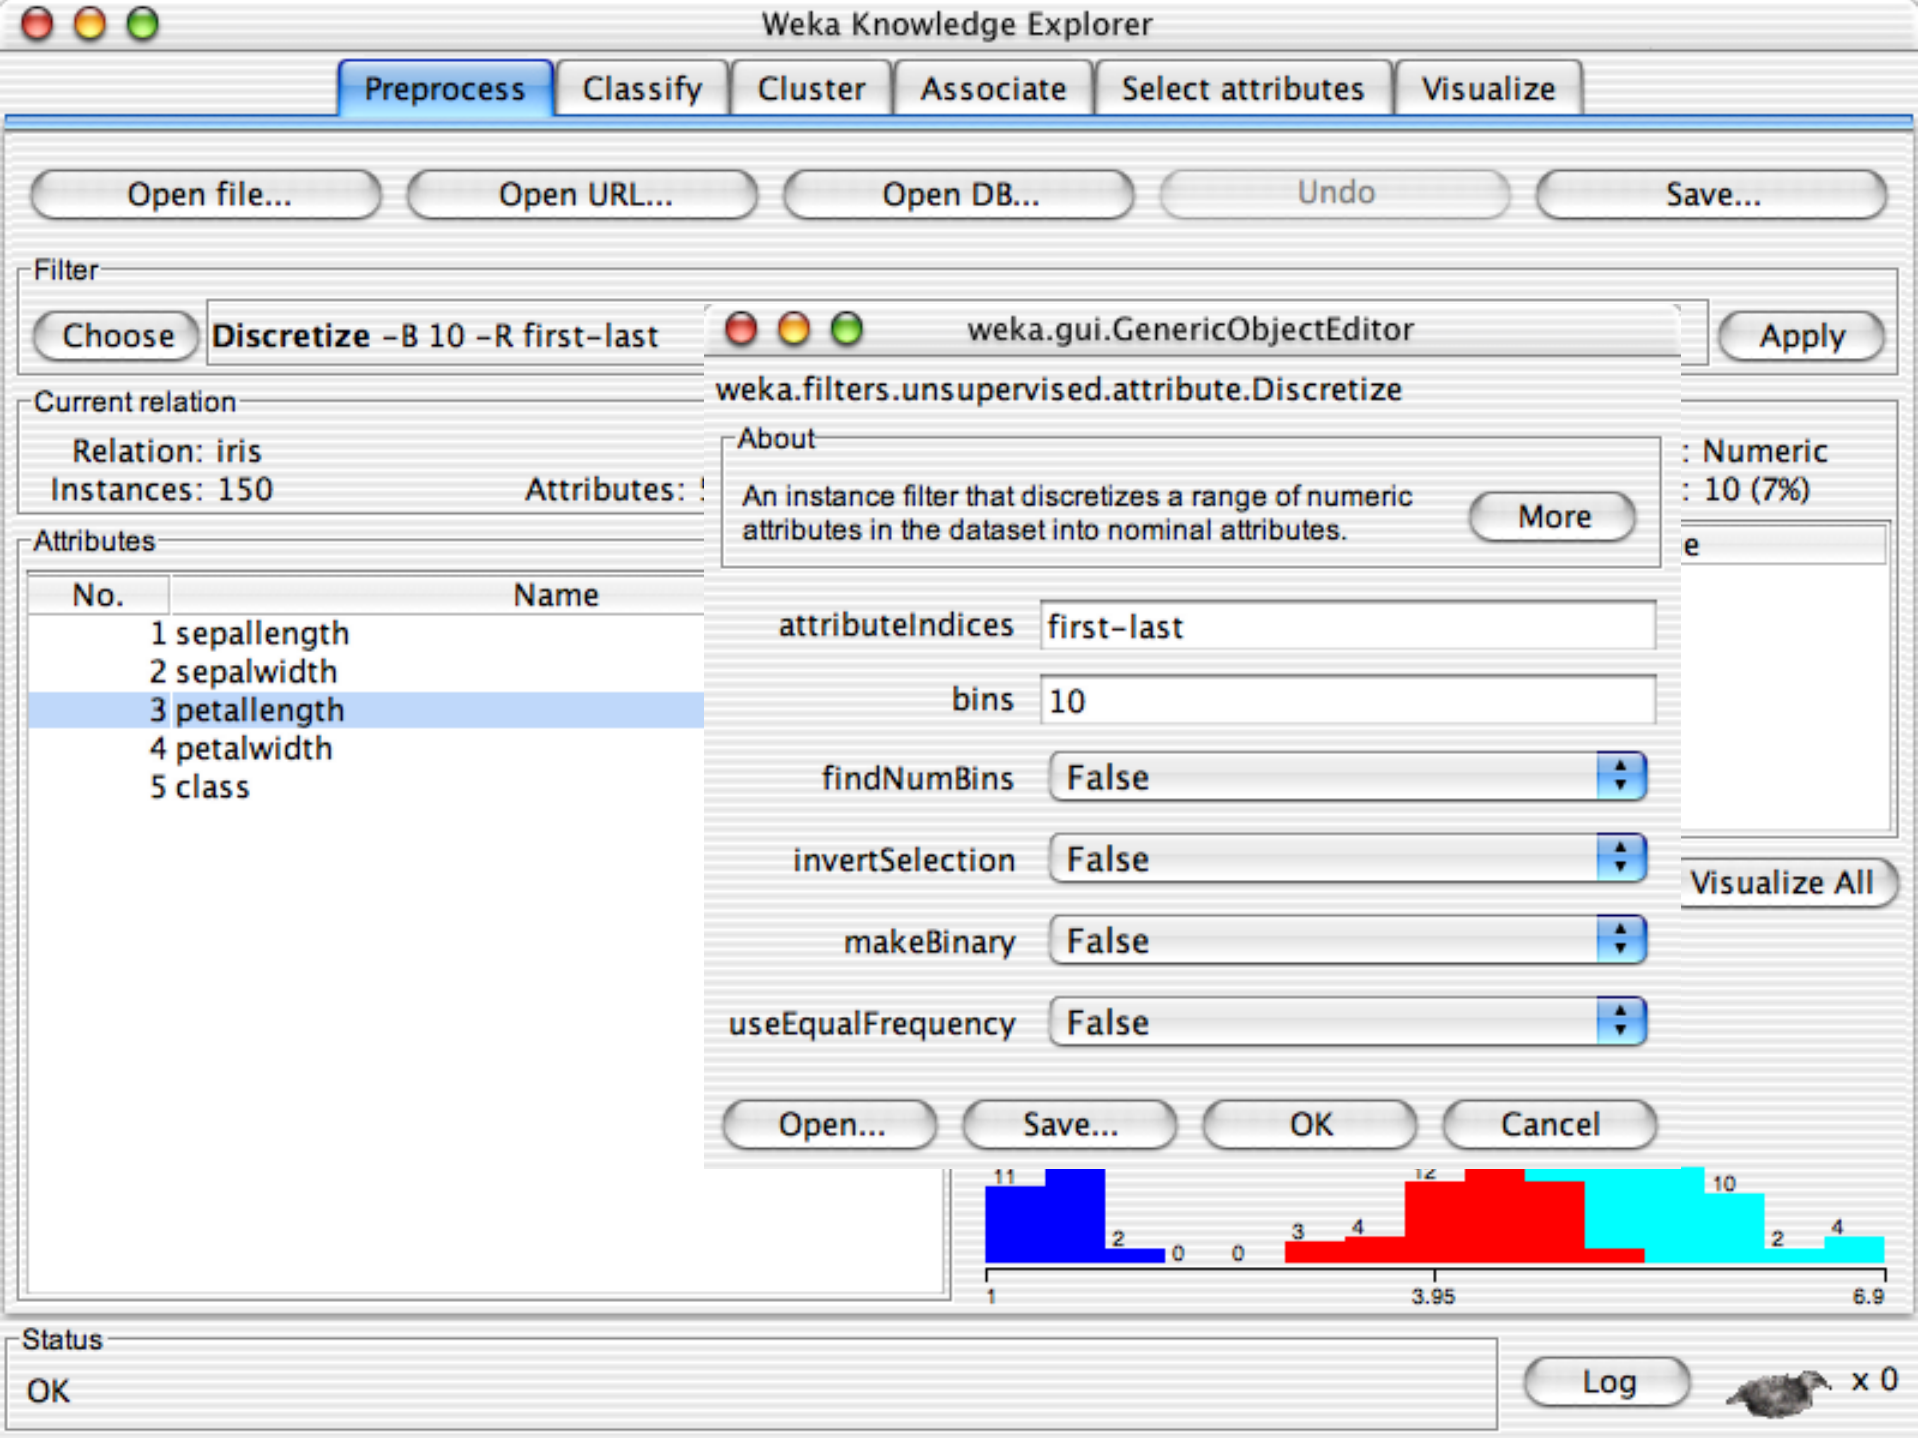 Weka Knowledge Explorer
Preprocess Classify Cluster Associate Select attributes Visualize
Open file... Open URL... Open DB... Undo Save...
Filter
Choose Discretize -B 10 -R first-last Apply
Current relation
Relation: iris
Instances: 150 Attributes:
: Numeric
: 10 (7%)
Attributes
No. Name
1 sepallength
2 sepalwidth
3 petallength
4 petalwidth
5 class
weka.gui.GenericObjectEditor
weka.filters.unsupervised.attribute.Discretize
About
An instance filter that discretizes a range of numeric
attributes in the dataset into nominal attributes.
More
attributeIndices first-last
bins 10
findNumBins False
invertSelection False
makeBinary False
useEqualFrequency False
Open... Save... OK Cancel
e
Visualize All
11 2 0 0 3 4 12 10 2 4
1 3.95 6.9
Status
OK
Log x 0